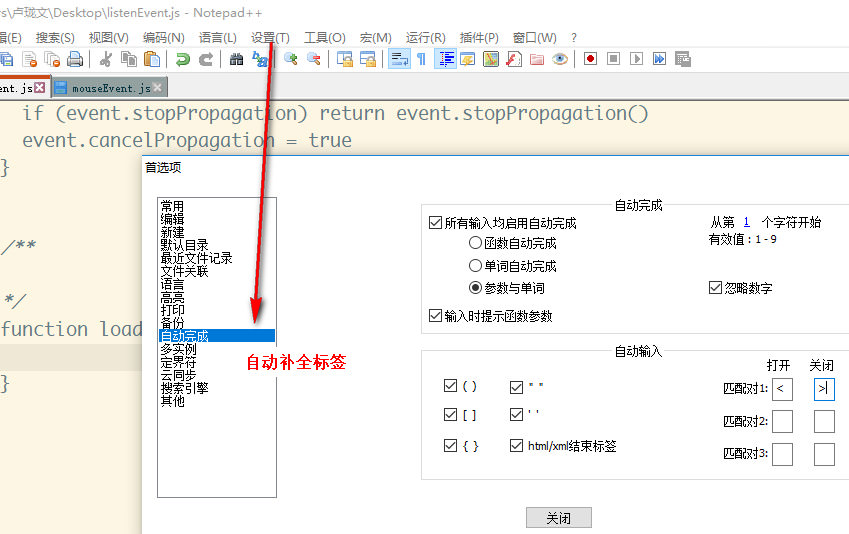 rs\卢珑文\Desktop\listenEvent.js - Notepad++
辑(E) 搜索(S) 视图(V) 编码(N) 语言(L) 设置(T) 工具(O) 宏(M) 运行(R) 插件(P) 窗口(W) ?
ent.js mouseEvent.js
if (event.stopPropagation) return event.stopPropagation()
event.cancelPropagation = true
}
/**
*/
function load
}
首选项
常用
编辑
新建
默认目录
最近文件记录
文件关联
语言
高亮
打印
备份
自动完成
多实例
定界符
云同步
搜索引擎
其他
自动补全标签
自动完成
所有输入均启用自动完成
函数自动完成
单词自动完成
参数与单词
输入时提示函数参数
从第 1 个字符开始
有效值：1 - 9
忽略数字
自动输入
打开 关闭
( ) " " 匹配对1: < >
[ ] ' ' 匹配对2:
{ } html/xml结束标签 匹配对3:
关闭